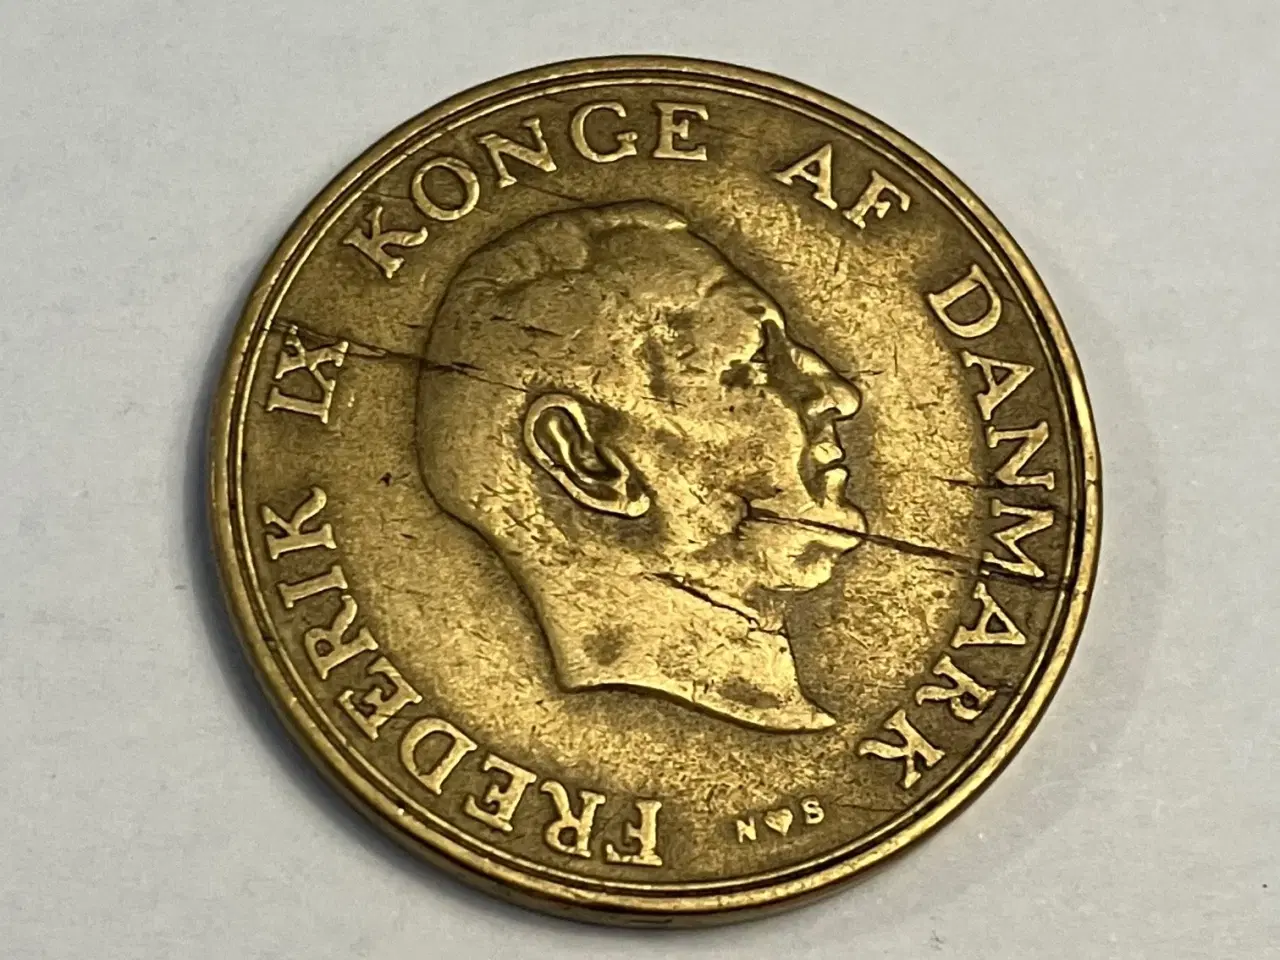 FREDERIK IX KONGE AF DANMARK
N♥S